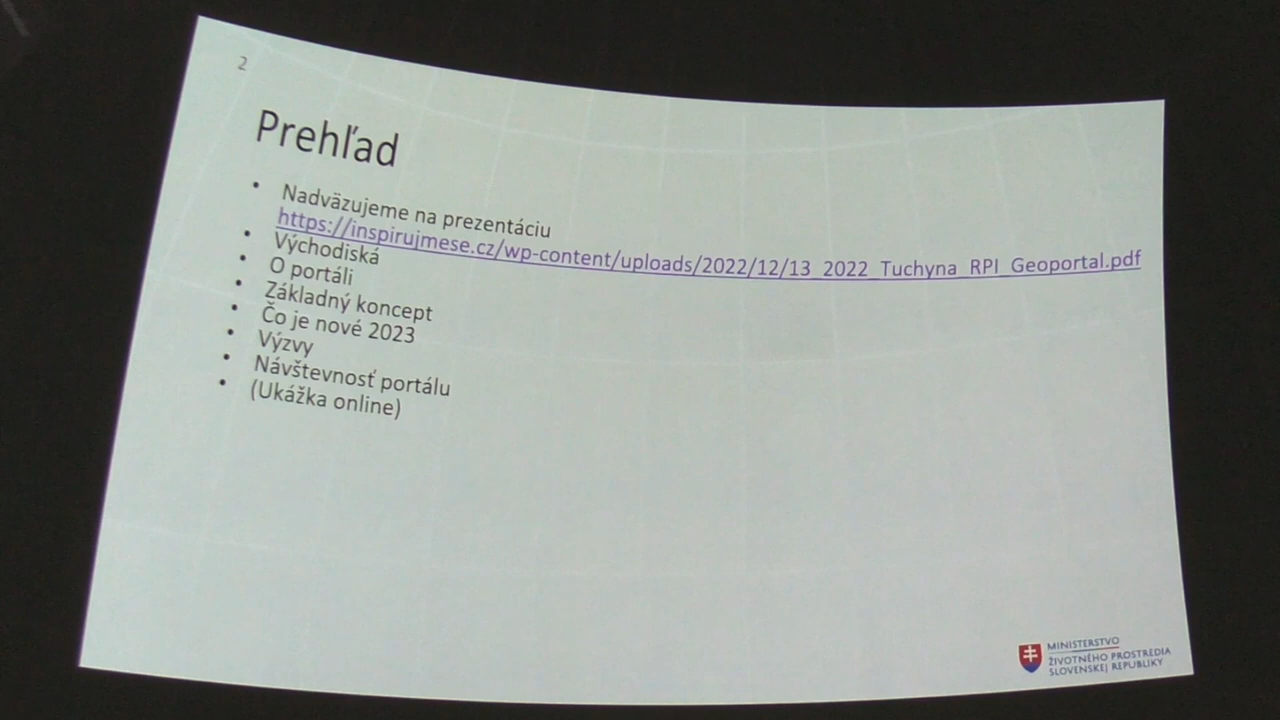 2
Prehľad
• Nadväzujeme na prezentáciu
https://inspirujmese.cz/wp-content/uploads/2022/12/13_2022_Tuchyna_RPI_Geoportal.pdf
• Východiská
• O portáli
• Základný koncept
• Čo je nové 2023
• Výzvy
• Návštevnosť portálu
• (Ukážka online)
MINISTERSTVO
ŽIVOTNÉHO PROSTREDIA
SLOVENSKEJ REPUBLIKY